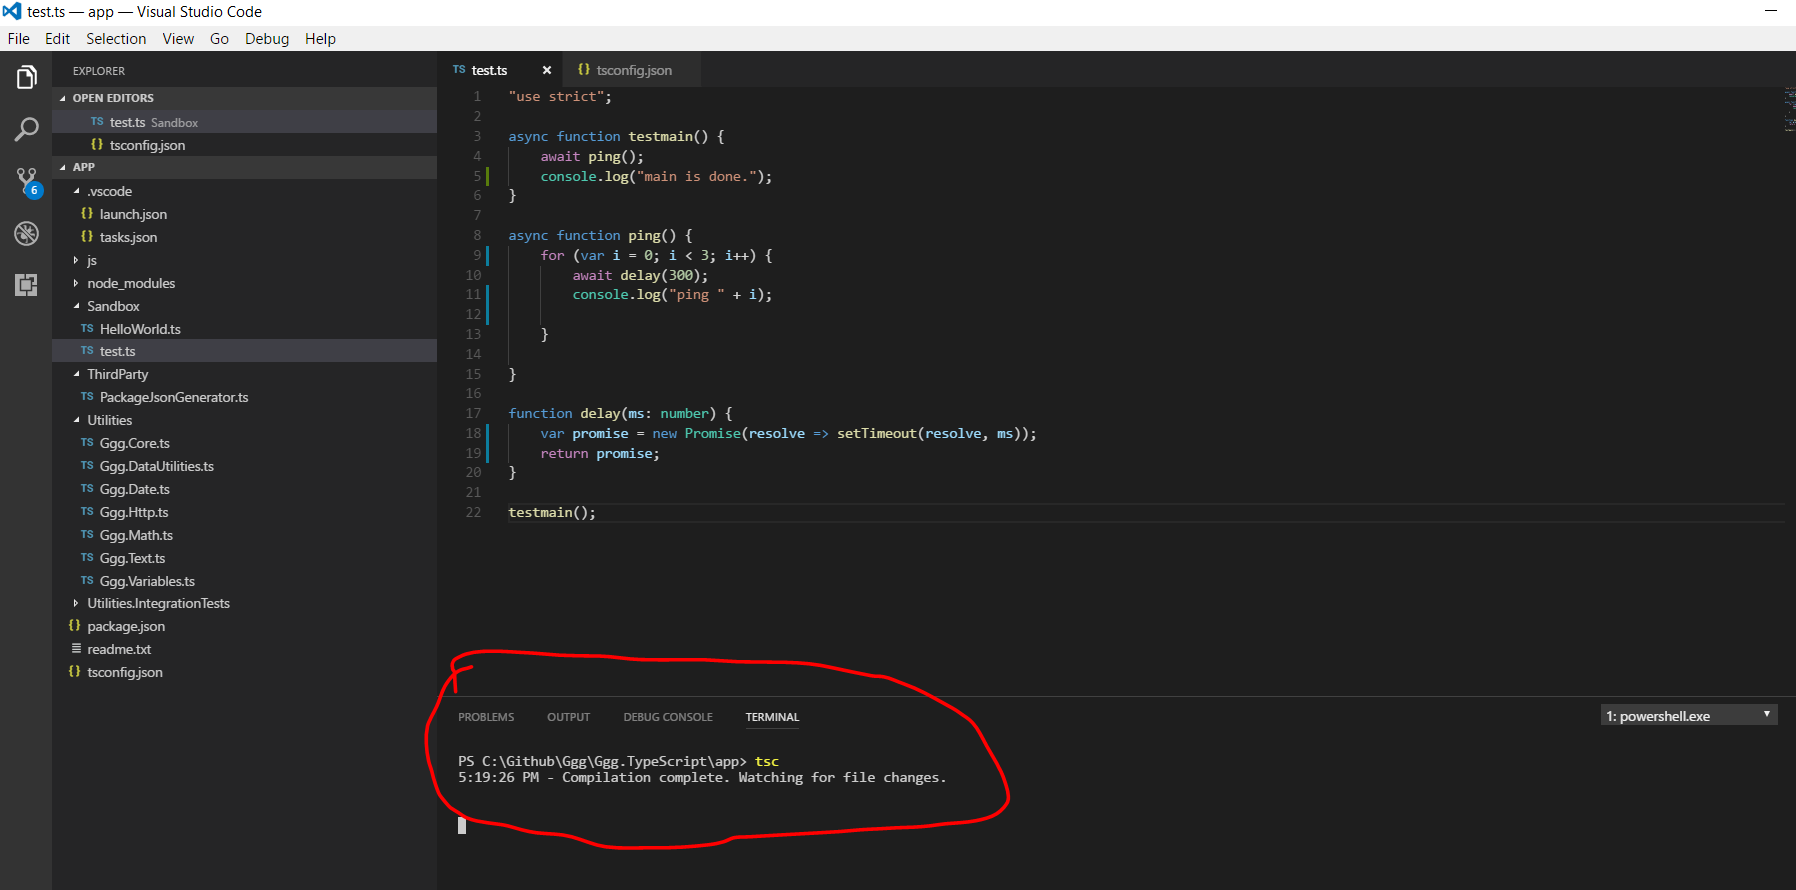 test.ts — app — Visual Studio Code
File Edit Selection View Go Debug Help
EXPLORER
OPEN EDITORS
TS test.ts Sandbox
{} tsconfig.json
APP
.vscode
{} launch.json
{} tasks.json
js
node_modules
Sandbox
TS HelloWorld.ts
TS test.ts
ThirdParty
TS PackageJsonGenerator.ts
Utilities
TS Ggg.Core.ts
TS Ggg.DataUtilities.ts
TS Ggg.Date.ts
TS Ggg.Http.ts
TS Ggg.Math.ts
TS Ggg.Text.ts
TS Ggg.Variables.ts
Utilities.IntegrationTests
{} package.json
readme.txt
{} tsconfig.json
6
TS test.ts × {} tsconfig.json
1 "use strict";
2
3 async function testmain() {
4     await ping();
5     console.log("main is done.");
6 }
7
8 async function ping() {
9     for (var i = 0; i < 3; i++) {
10         await delay(300);
11         console.log("ping " + i);
12
13     }
14
15 }
16
17 function delay(ms: number) {
18     var promise = new Promise(resolve => setTimeout(resolve, ms));
19     return promise;
20 }
21
22 testmain();
PROBLEMS OUTPUT DEBUG CONSOLE TERMINAL 1: powershell.exe
PS C:\Github\Ggg\Ggg.TypeScript\app> tsc
5:19:26 PM - Compilation complete. Watching for file changes.